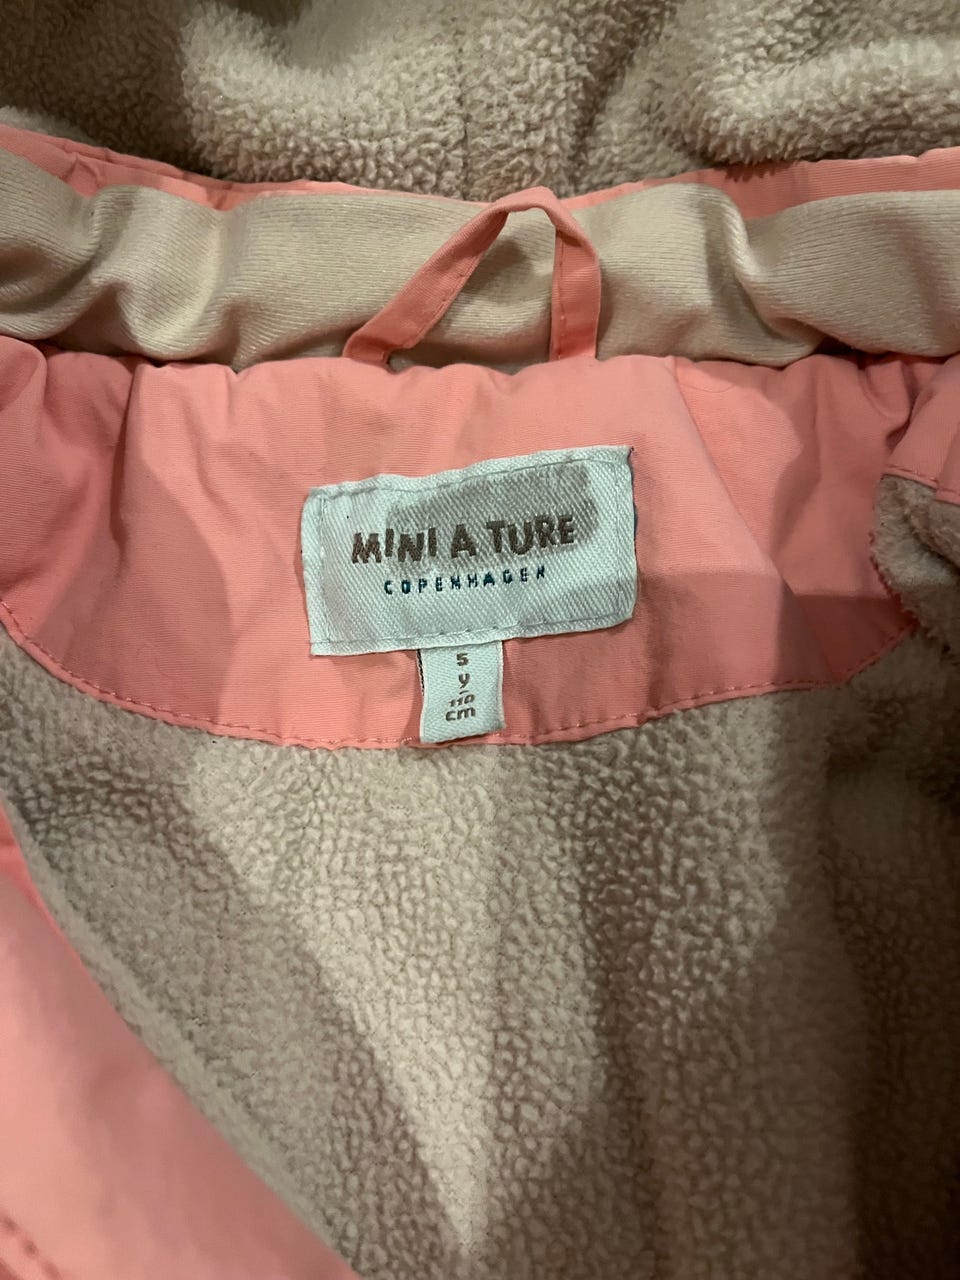 MINI A TURE
COPENHAGEN
5
y
110
cm